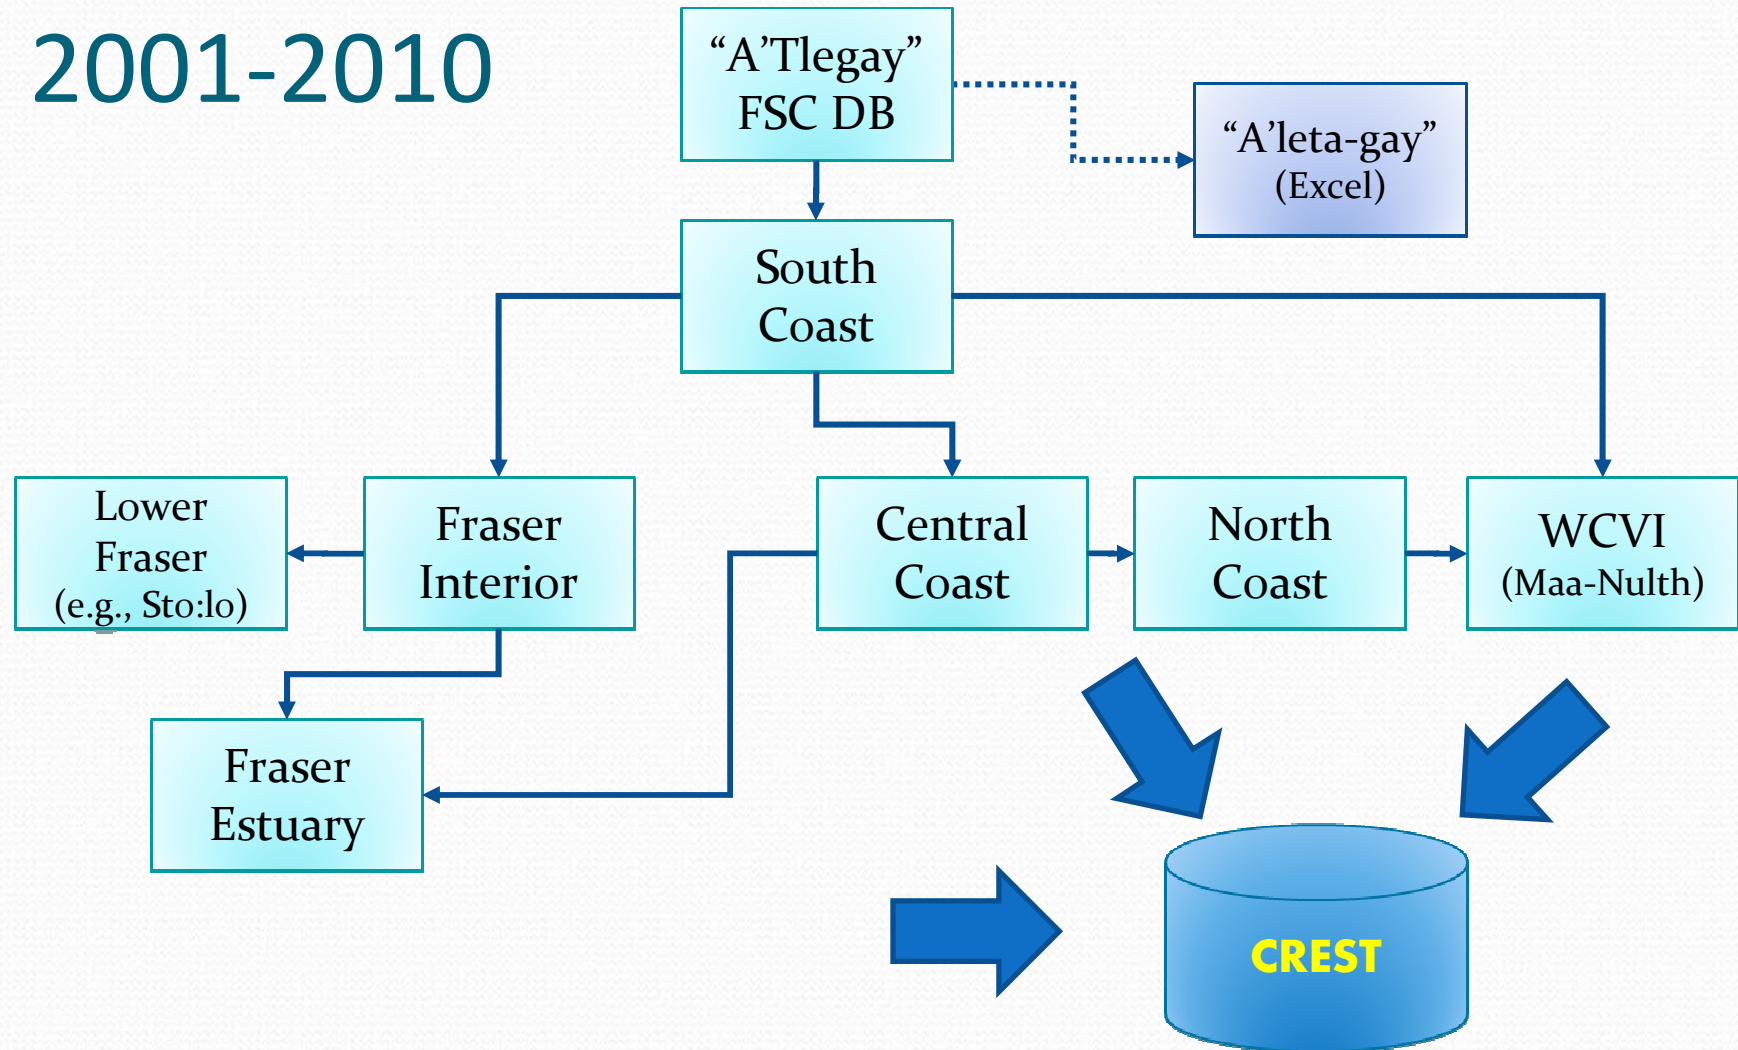 2001-2010
“A’Tlegay”
FSC DB
“A’leta-gay”
(Excel)
South
Coast
Lower
Fraser
(e.g., Sto:lo)
Fraser
Interior
Central
Coast
North
Coast
WCVI
(Maa-Nulth)
Fraser
Estuary
CREST